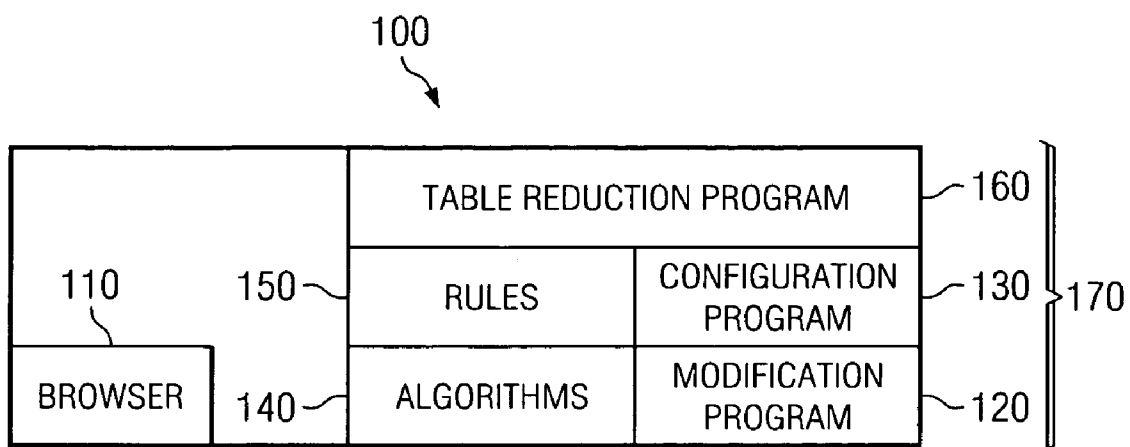 100
TABLE REDUCTION PROGRAM
160
110
150
RULES
CONFIGURATION
PROGRAM
130
170
BROWSER
140
ALGORITHMS
MODIFICATION
PROGRAM
120